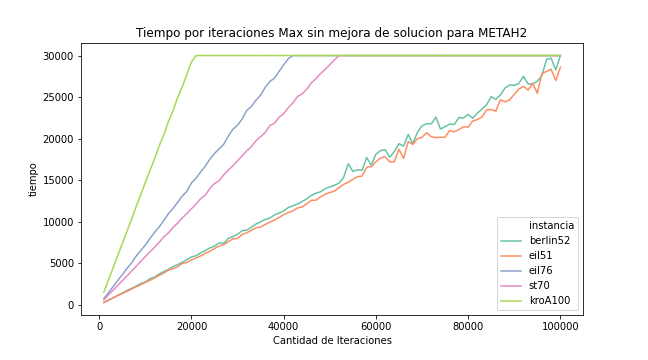 Tiempo por iteraciones Max sin mejora de solucion para METAH2
tiempo
30000
25000
20000
15000
10000
5000
0
instancia
berlin52
eil51
eil76
st70
kroA100
0 20000 40000 60000 80000 100000
Cantidad de Iteraciones